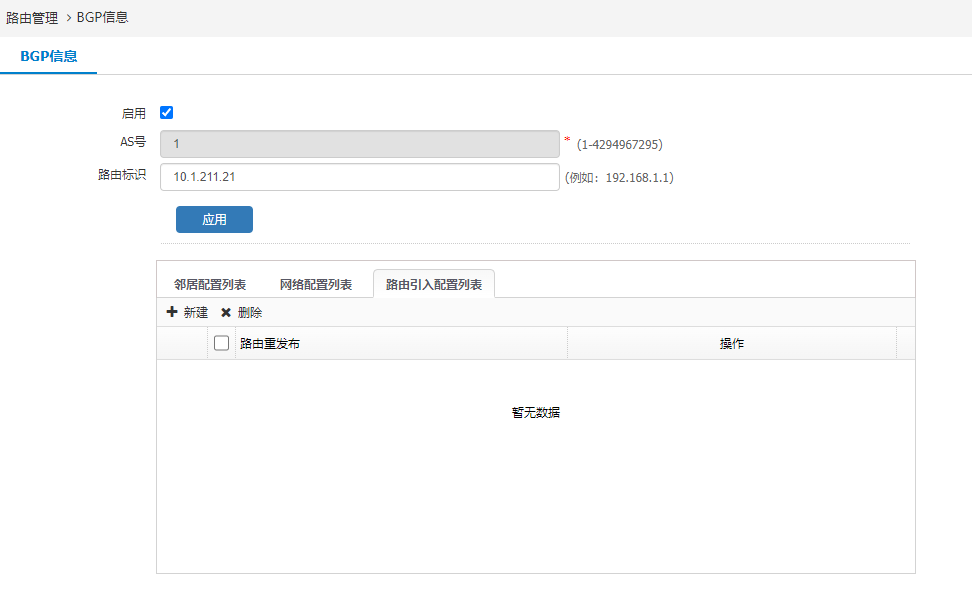 路由管理 > BGP信息
BGP信息
启用
AS号 1 * (1-4294967295)
路由标识 10.1.211.21 (例如：192.168.1.1)
应用
邻居配置列表 网络配置列表 路由引入配置列表
新建 删除
路由重发布 操作
暂无数据